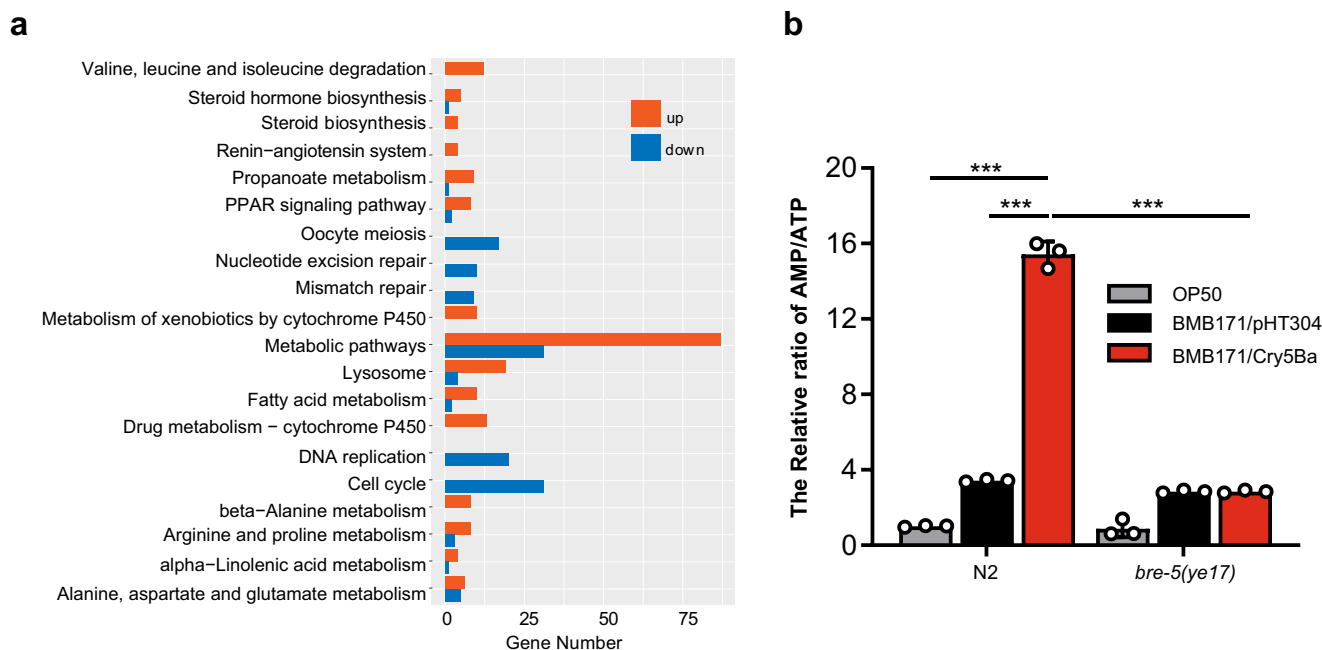 a
Valine, leucine and isoleucine degradation
Steroid hormone biosynthesis
Steroid biosynthesis
Renin−angiotensin system
Propanoate metabolism
PPAR signaling pathway
Oocyte meiosis
Nucleotide excision repair
Mismatch repair
Metabolism of xenobiotics by cytochrome P450
Metabolic pathways
Lysosome
Fatty acid metabolism
Drug metabolism − cytochrome P450
DNA replication
Cell cycle
beta−Alanine metabolism
Arginine and proline metabolism
alpha−Linolenic acid metabolism
Alanine, aspartate and glutamate metabolism
up
down
0 25 50 75
Gene Number
b
The Relative ratio of AMP/ATP
20
16
12
8
4
0
***
*** ***
OP50
BMB171/pHT304
BMB171/Cry5Ba
N2 bre-5(ye17)